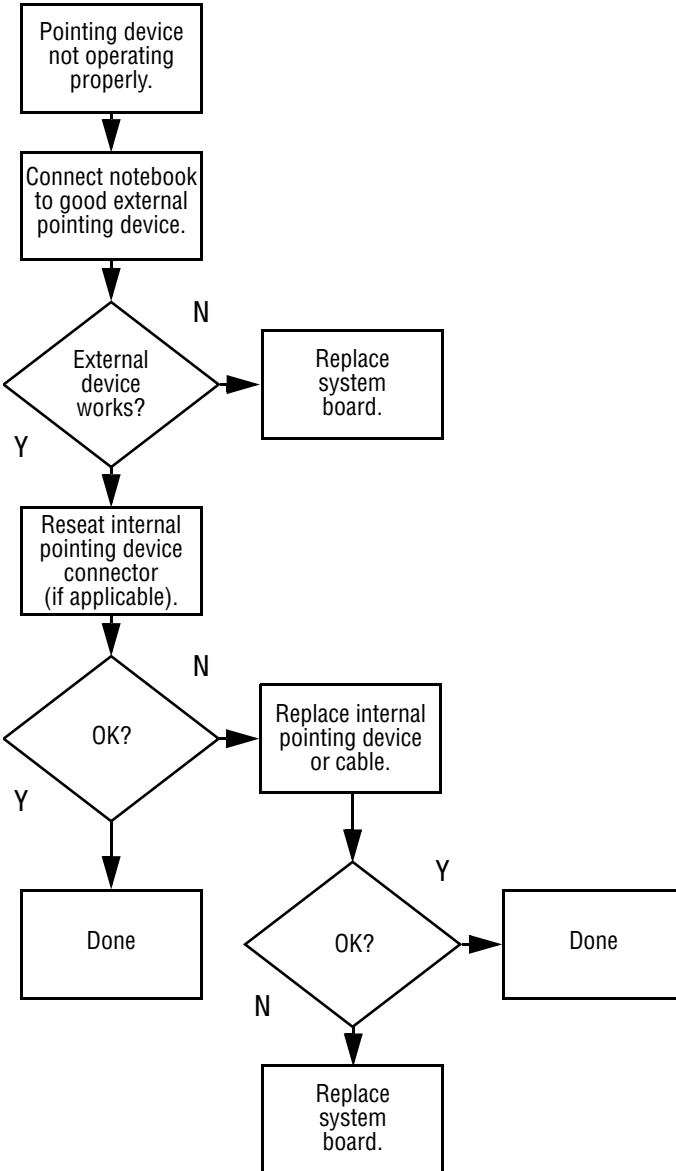 Pointing device
not operating
properly.
Connect notebook
to good external
pointing device.
N
External
device
works?
Replace
system
board.
Y
Reseat internal
pointing device
connector
(if applicable).
N
OK?
Replace internal
pointing device
or cable.
Y
Y
Done
OK?
Done
N
Replace
system
board.